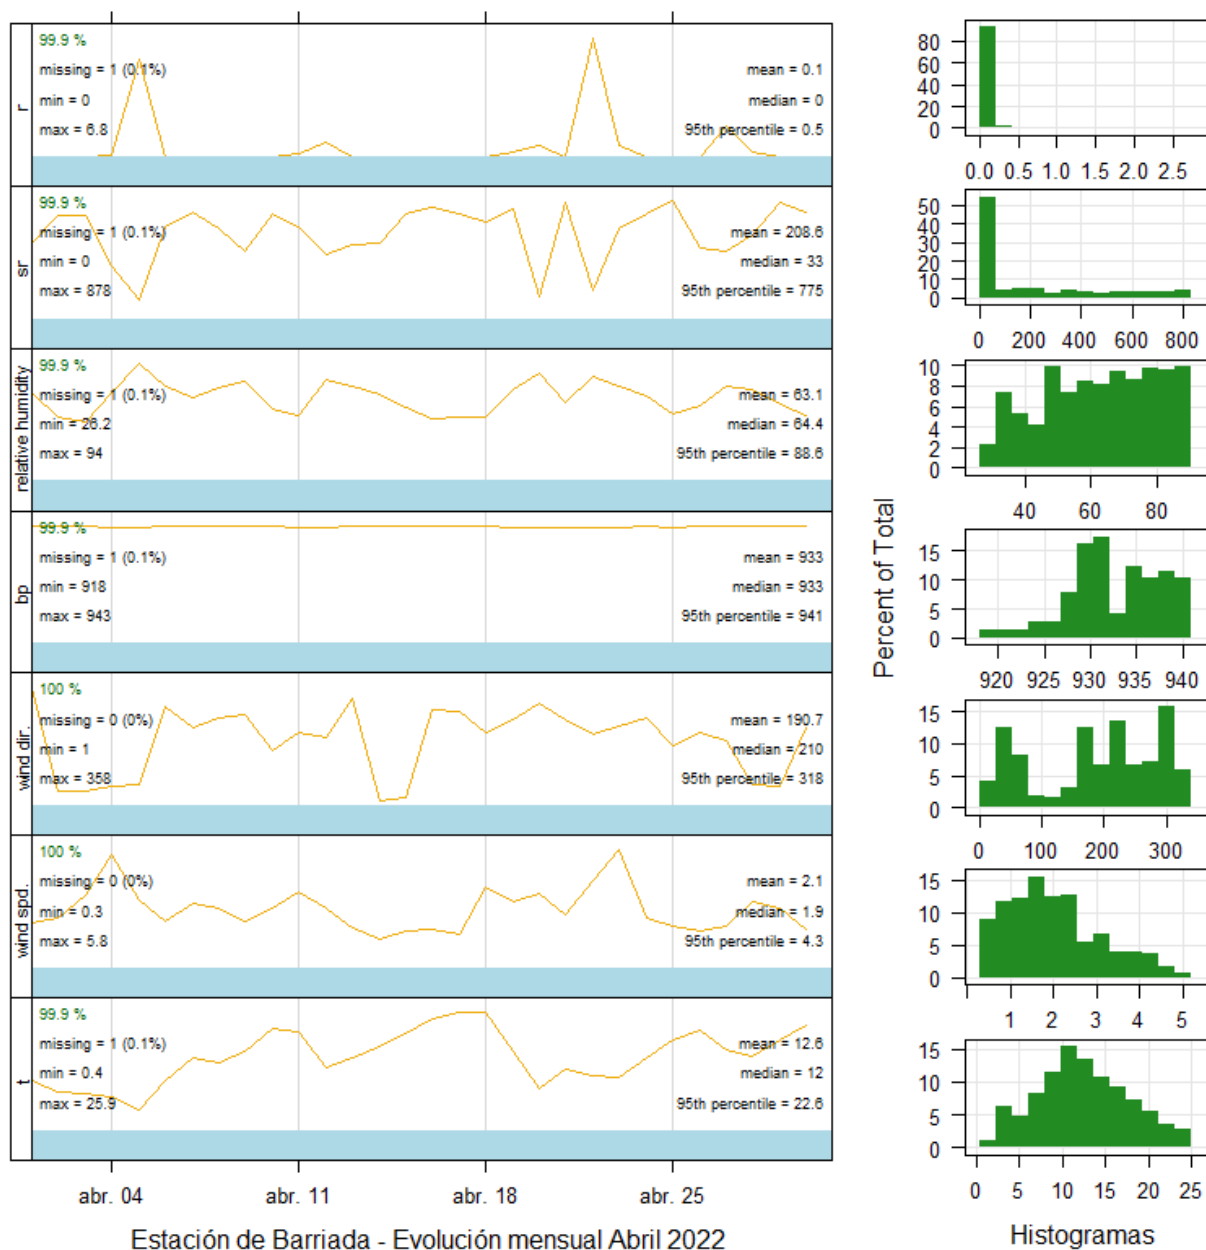 r
99.9 %
missing = 1 (0.1%)
min = 0
max = 6.8
mean = 0.1
median = 0
95th percentile = 0.5
sr
99.9 %
missing = 1 (0.1%)
min = 0
max = 878
mean = 208.6
median = 33
95th percentile = 775
relative humidity
99.9 %
missing = 1 (0.1%)
min = 26.2
max = 94
mean = 63.1
median = 64.4
95th percentile = 88.6
bp
99.9 %
missing = 1 (0.1%)
min = 918
max = 943
mean = 933
median = 933
95th percentile = 941
wind dir.
100 %
missing = 0 (0%)
min = 1
max = 358
mean = 190.7
median = 210
95th percentile = 318
wind spd.
100 %
missing = 0 (0%)
min = 0.3
max = 5.8
mean = 2.1
median = 1.9
95th percentile = 4.3
t
99.9 %
missing = 1 (0.1%)
min = 0.4
max = 25.9
mean = 12.6
median = 12
95th percentile = 22.6
abr. 04 abr. 11 abr. 18 abr. 25
Estación de Barriada - Evolución mensual Abril 2022
Percent of Total
80
60
40
20
0
0.0 0.5 1.0 1.5 2.0 2.5
50
40
30
20
10
0
0 200 400 600 800
10
8
6
4
2
0
40 60 80
15
10
5
0
920 925 930 935 940
15
10
5
0
0 100 200 300
15
10
5
0
1 2 3 4 5
15
10
5
0
0 5 10 15 20 25
Histogramas